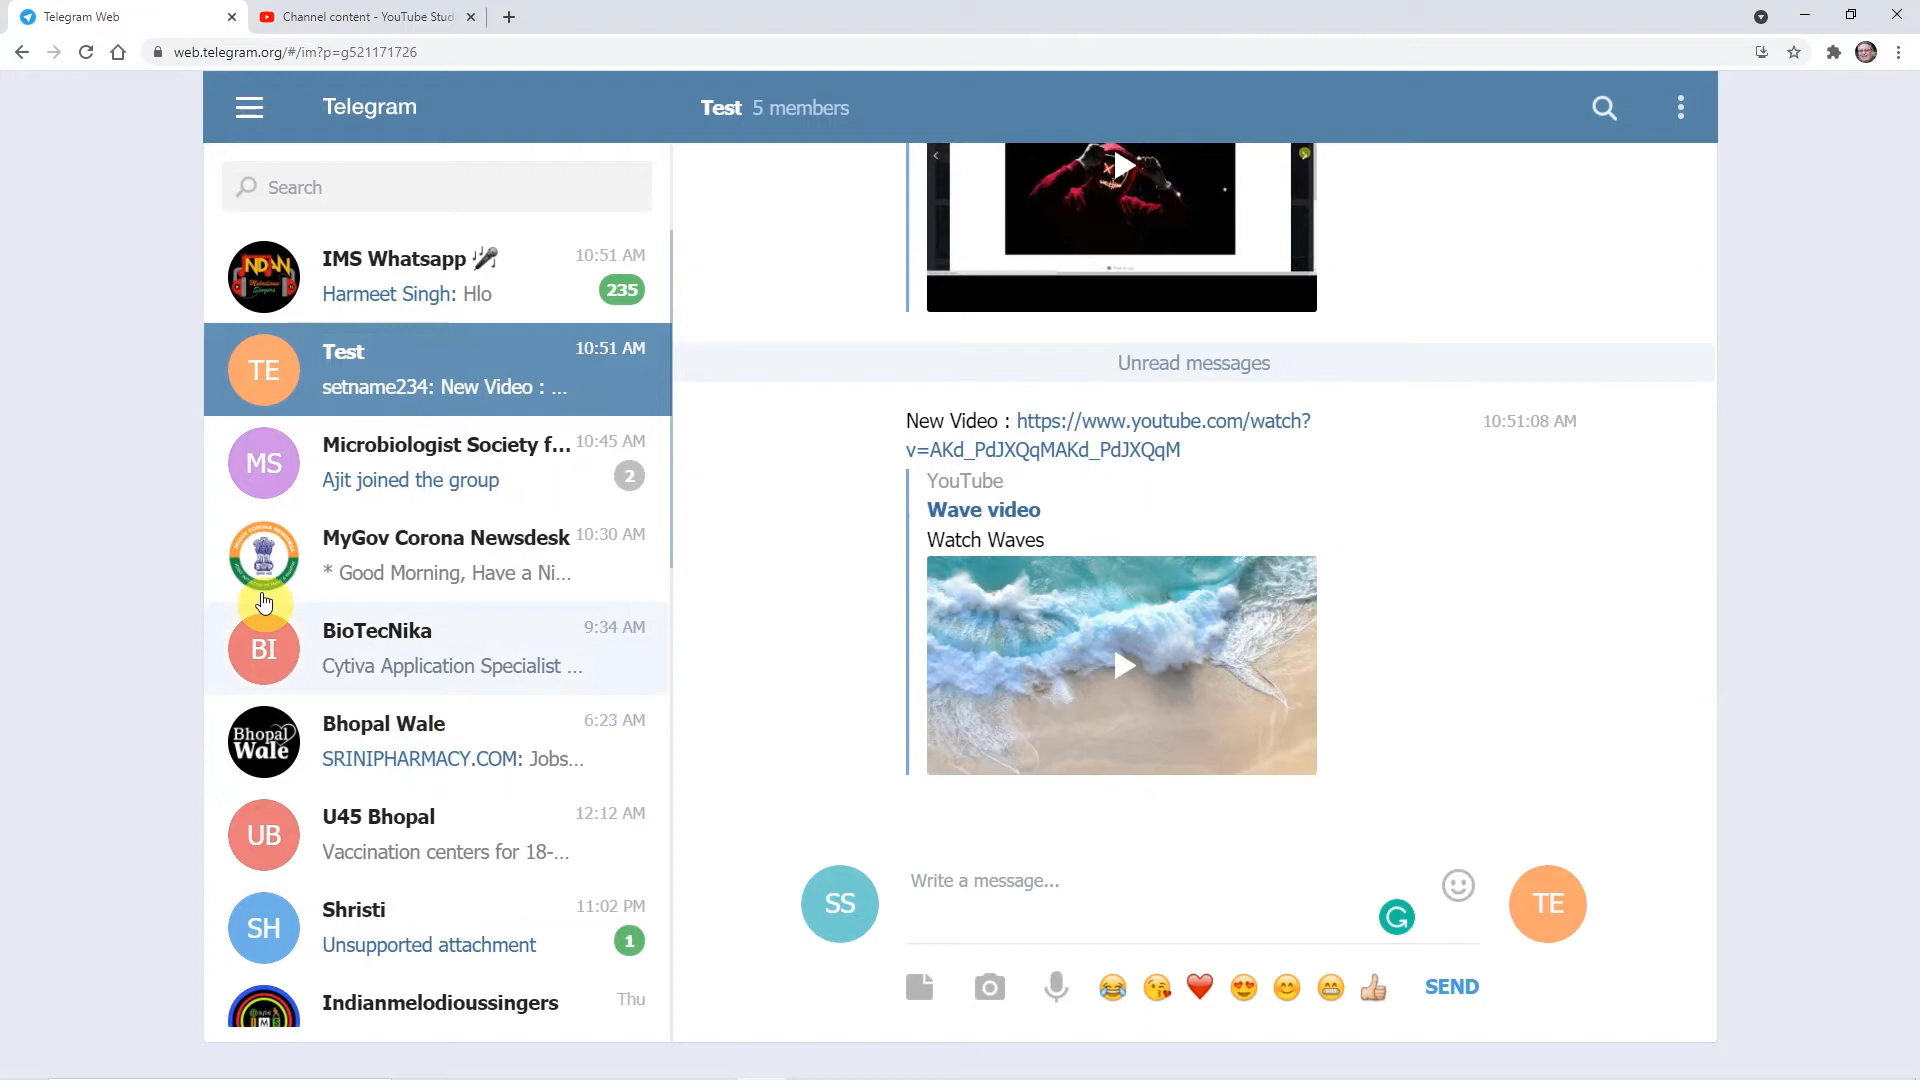 Telegram Web
Channel content - YouTube Stud
web.telegram.org/#/im?p=g521171726
Telegram
Test 5 members
Search
IMS Whatsapp 🎤 10:51 AM
Harmeet Singh: Hlo 235
TE
Test 10:51 AM
setname234: New Video : ...
MS
Microbiologist Society f... 10:45 AM
Ajit joined the group 2
MyGov Corona Newsdesk 10:30 AM
* Good Morning, Have a Ni...
BI
BioTecNika 9:34 AM
Cytiva Application Specialist ...
Bhopal
Wale
Bhopal Wale 6:23 AM
SRINIPHARMACY.COM: Jobs...
UB
U45 Bhopal 12:12 AM
Vaccination centers for 18-...
SH
Shristi 11:02 PM
Unsupported attachment 1
Indianmelodioussingers Thu
Unread messages
New Video : https://www.youtube.com/watch? 10:51:08 AM
v=AKd_PdJXQqMAKd_PdJXQqM
YouTube
Wave video
Watch Waves
SS
Write a message...
TE
SEND